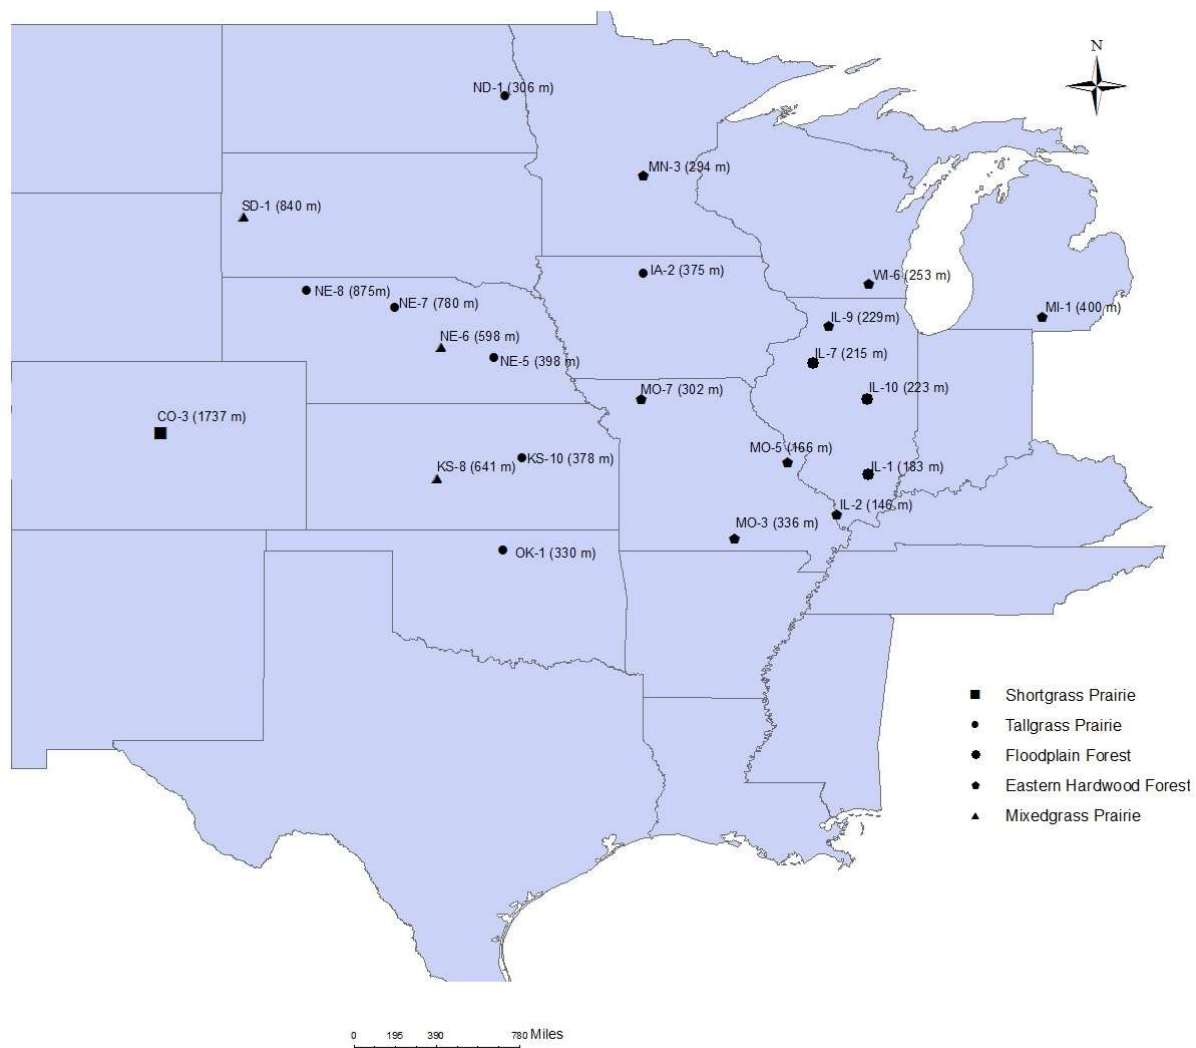 N
ND-1 (306 m)
MN-3 (294 m)
SD-1 (840 m)
IA-2 (375 m)
WI-6 (253 m)
NE-8 (875m)
NE-7 (780 m)
MI-1 (400 m)
IL-9 (229m)
NE-6 (598 m)
IL-7 (215 m)
NE-5 (398 m)
IL-10 (223 m)
MO-7 (302 m)
CO-3 (1737 m)
MO-5 (166 m)
KS-10 (378 m)
KS-8 (641 m)
IL-1 (183 m)
IL-2 (146 m)
MO-3 (336 m)
OK-1 (330 m)
Shortgrass Prairie
Tallgrass Prairie
Floodplain Forest
Eastern Hardwood Forest
Mixedgrass Prairie
0 195 390 780 Miles